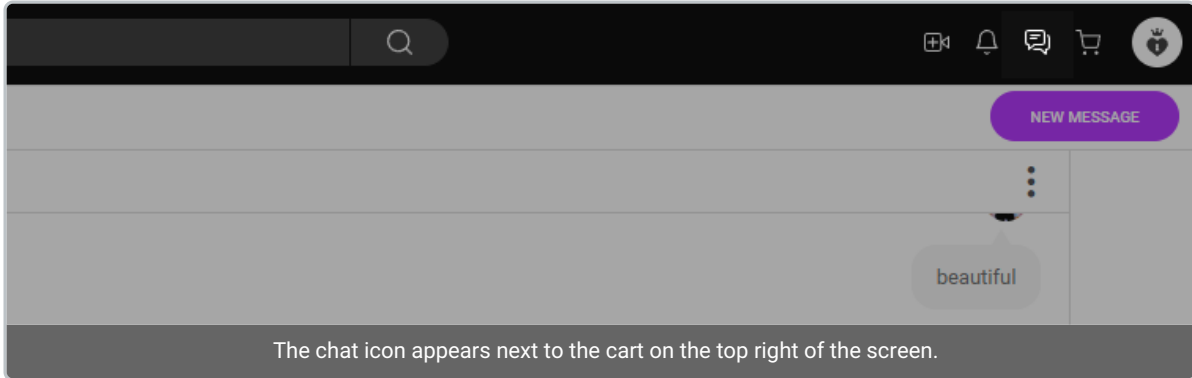 NEW MESSAGE
beautiful
The chat icon appears next to the cart on the top right of the screen.